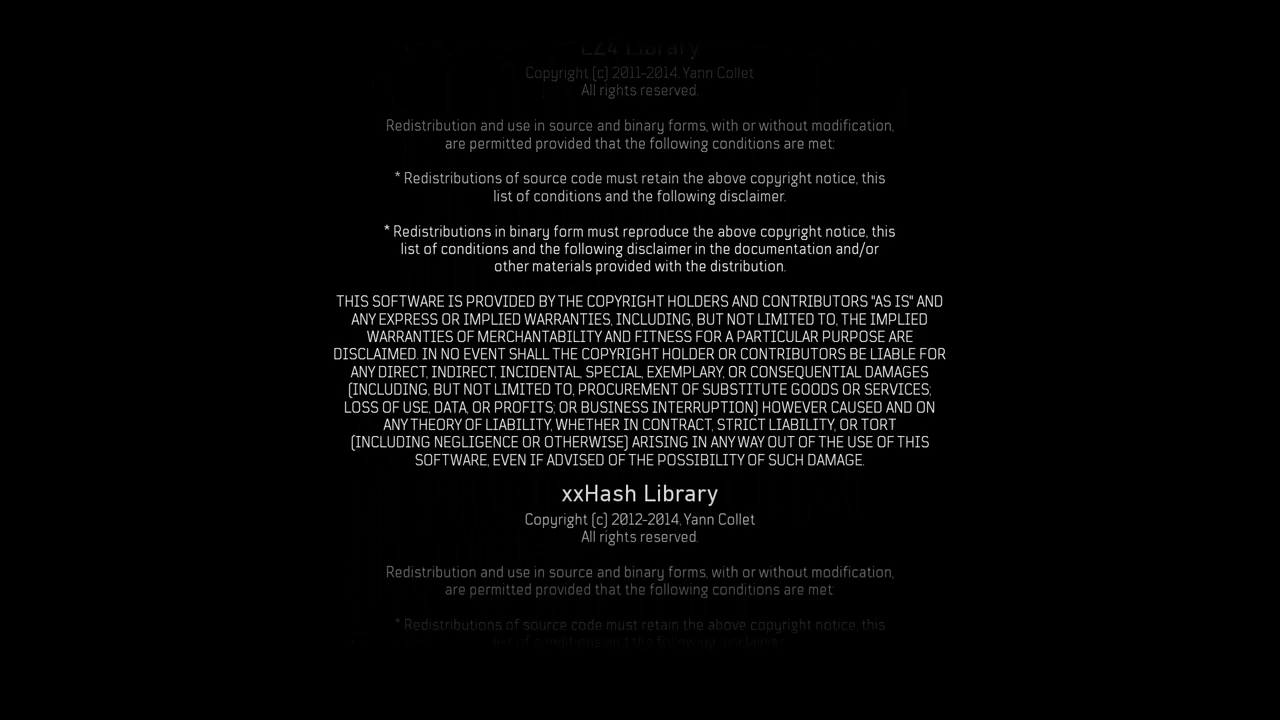 LZ4 Library
Copyright (c) 2011-2014, Yann Collet
All rights reserved.
Redistribution and use in source and binary forms, with or without modification,
are permitted provided that the following conditions are met:
* Redistributions of source code must retain the above copyright notice, this
list of conditions and the following disclaimer.
* Redistributions in binary form must reproduce the above copyright notice, this
list of conditions and the following disclaimer in the documentation and/or
other materials provided with the distribution.
THIS SOFTWARE IS PROVIDED BY THE COPYRIGHT HOLDERS AND CONTRIBUTORS "AS IS" AND
ANY EXPRESS OR IMPLIED WARRANTIES, INCLUDING, BUT NOT LIMITED TO, THE IMPLIED
WARRANTIES OF MERCHANTABILITY AND FITNESS FOR A PARTICULAR PURPOSE ARE
DISCLAIMED. IN NO EVENT SHALL THE COPYRIGHT HOLDER OR CONTRIBUTORS BE LIABLE FOR
ANY DIRECT, INDIRECT, INCIDENTAL, SPECIAL, EXEMPLARY, OR CONSEQUENTIAL DAMAGES
(INCLUDING, BUT NOT LIMITED TO, PROCUREMENT OF SUBSTITUTE GOODS OR SERVICES;
LOSS OF USE, DATA, OR PROFITS; OR BUSINESS INTERRUPTION) HOWEVER CAUSED AND ON
ANY THEORY OF LIABILITY, WHETHER IN CONTRACT, STRICT LIABILITY, OR TORT
(INCLUDING NEGLIGENCE OR OTHERWISE) ARISING IN ANY WAY OUT OF THE USE OF THIS
SOFTWARE, EVEN IF ADVISED OF THE POSSIBILITY OF SUCH DAMAGE.
xxHash Library
Copyright (c) 2012-2014, Yann Collet
All rights reserved.
Redistribution and use in source and binary forms, with or without modification,
are permitted provided that the following conditions are met:
* Redistributions of source code must retain the above copyright notice, this
list of conditions and the following disclaimer.